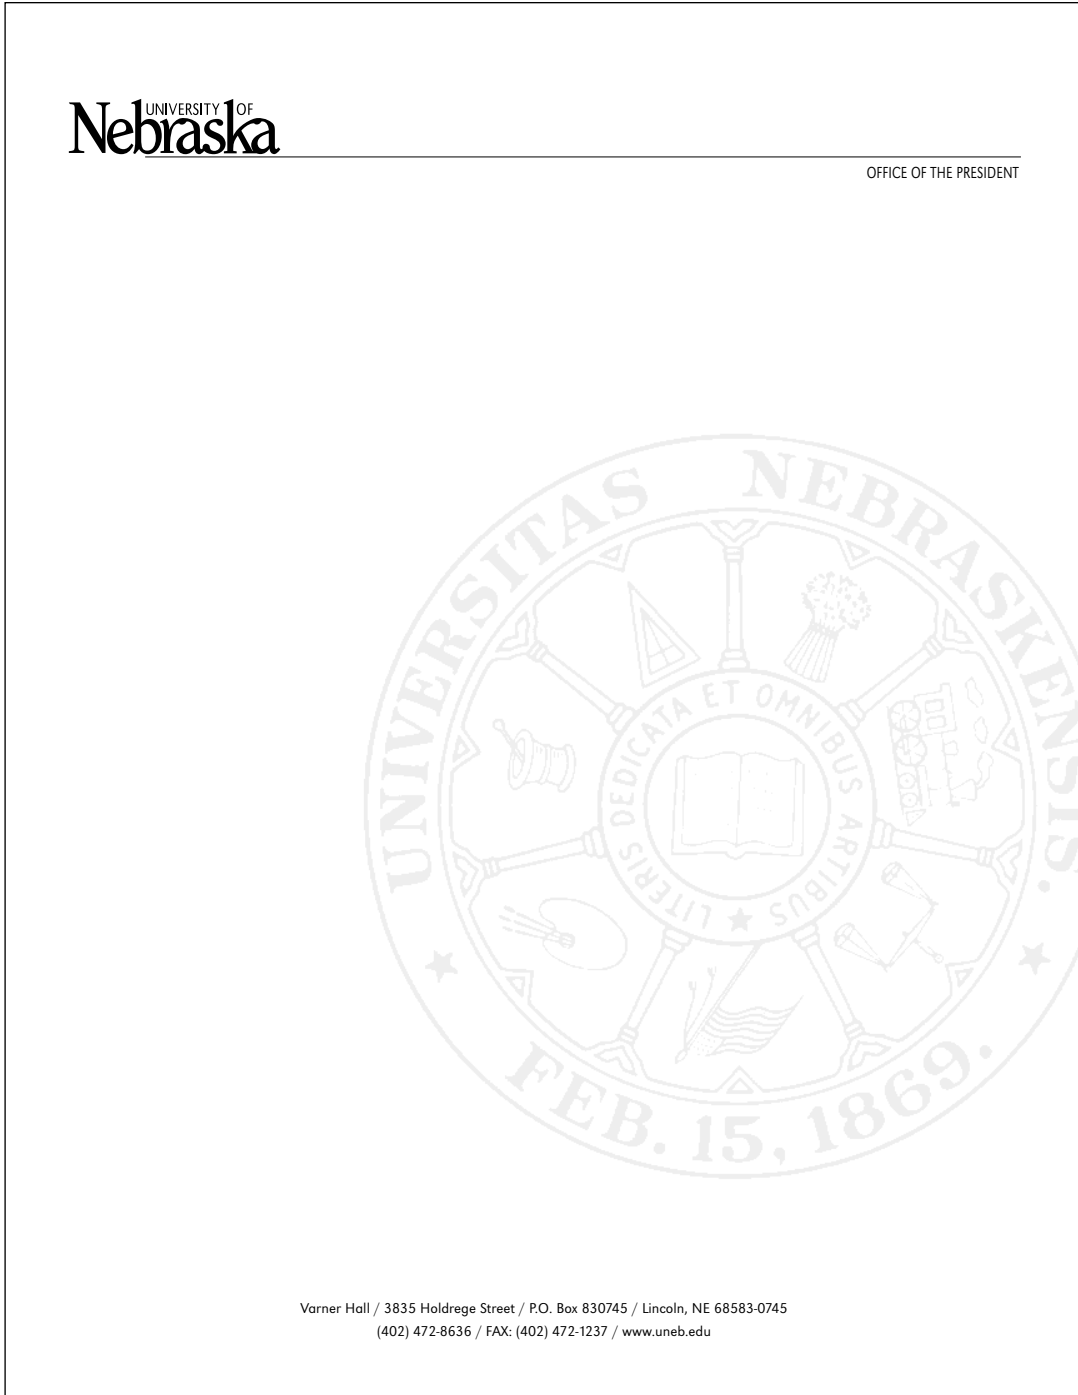 UNIVERSITY OF
Nebraska
OFFICE OF THE PRESIDENT
UNIVERSITAS NEBRASKENSIS.
LITERIS DEDICATA ET OMNIBUS ARTIBUS
FEB. 15, 1869.
Varner Hall / 3835 Holdrege Street / P.O. Box 830745 / Lincoln, NE 68583-0745
(402) 472-8636 / FAX: (402) 472-1237 / www.uneb.edu